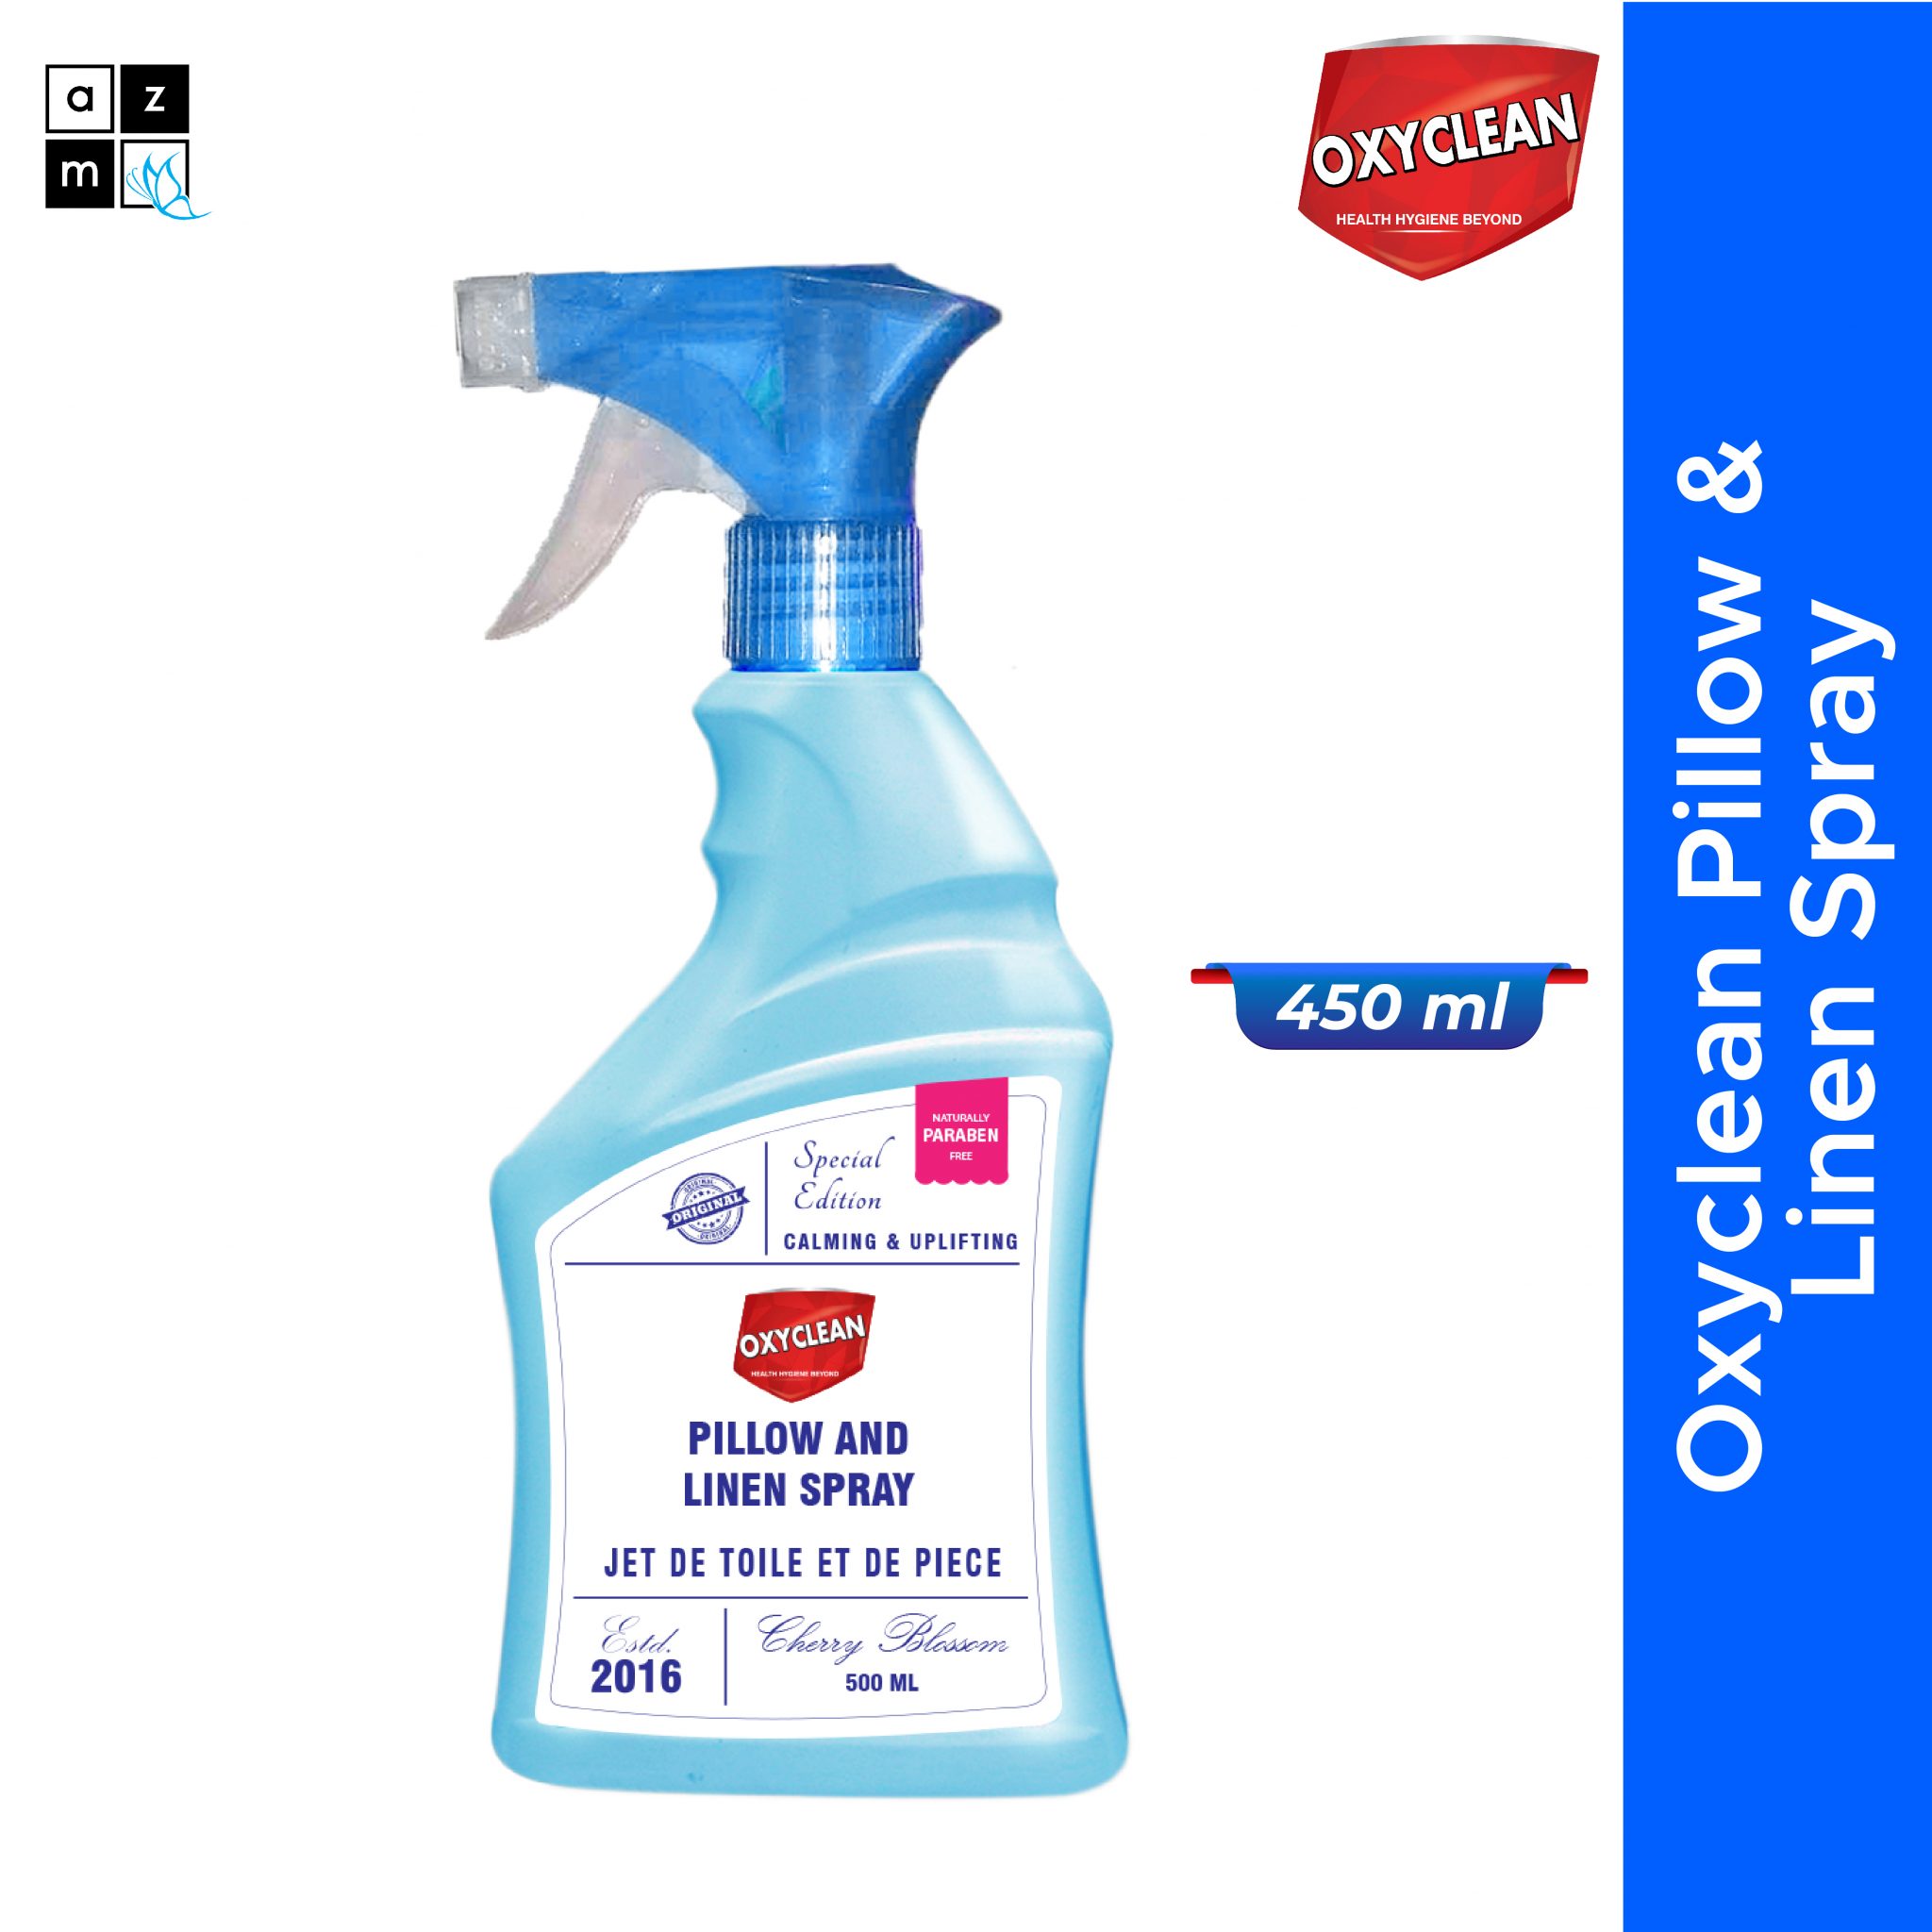 a z
m
OXYCLEAN
HEALTH HYGIENE BEYOND
Oxyclean Pillow &
Linen Spray
450 ml
NATURALLY
PARABEN
FREE
Special
Edition
CALMING & UPLIFTING
ORIGINAL
ORIGINAL
ORIGINAL
OXYCLEAN
HEALTH HYGIENE BEYOND
PILLOW AND
LINEN SPRAY
JET DE TOILE ET DE PIECE
Estd.
2016
Cherry Blossom
500 ML